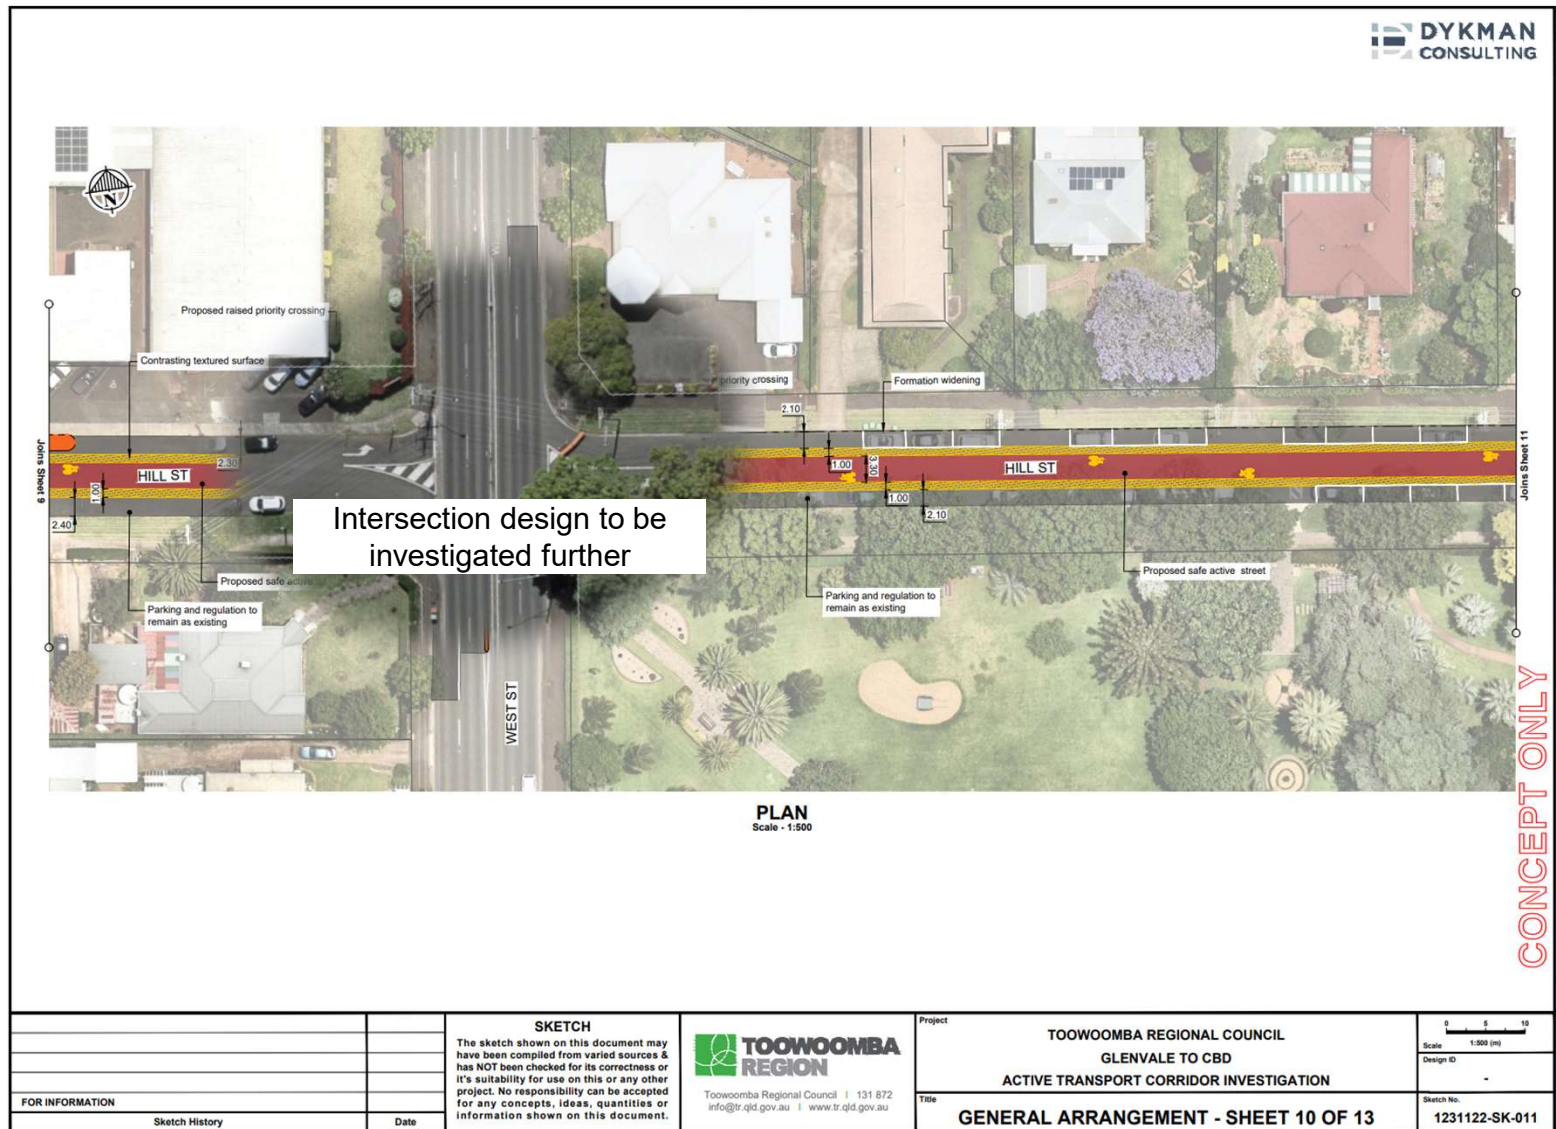 DYKMAN
CONSULTING
N
Proposed raised priority crossing
Contrasting textured surface
priority crossing
Formation widening
2.10
Joins Sheet 9
2.30
HILL ST
1.00
2.40
1.00
3.30
HILL ST
1.00
2.10
Joins Sheet 11
Intersection design to be
investigated further
Proposed safe
Proposed safe active street
Parking and regulation to
remain as existing
Parking and regulation to
remain as existing
WEST ST
CONCEPT ONLY
PLAN
Scale - 1:500
FOR INFORMATION
Sketch History
Date
SKETCH
The sketch shown on this document may
have been compiled from varied sources &
has NOT been checked for its correctness or
it's suitability for use on this or any other
project. No responsibility can be accepted
for any concepts, ideas, quantities or
information shown on this document.
TOOWOOMBA
REGION
Toowoomba Regional Council | 131 872
info@tr.qld.gov.au | www.tr.qld.gov.au
Project
TOOWOOMBA REGIONAL COUNCIL
GLENVALE TO CBD
ACTIVE TRANSPORT CORRIDOR INVESTIGATION
Title
GENERAL ARRANGEMENT - SHEET 10 OF 13
0 5 10
Scale 1:500 (m)
Design ID
-
Sketch No.
1231122-SK-011